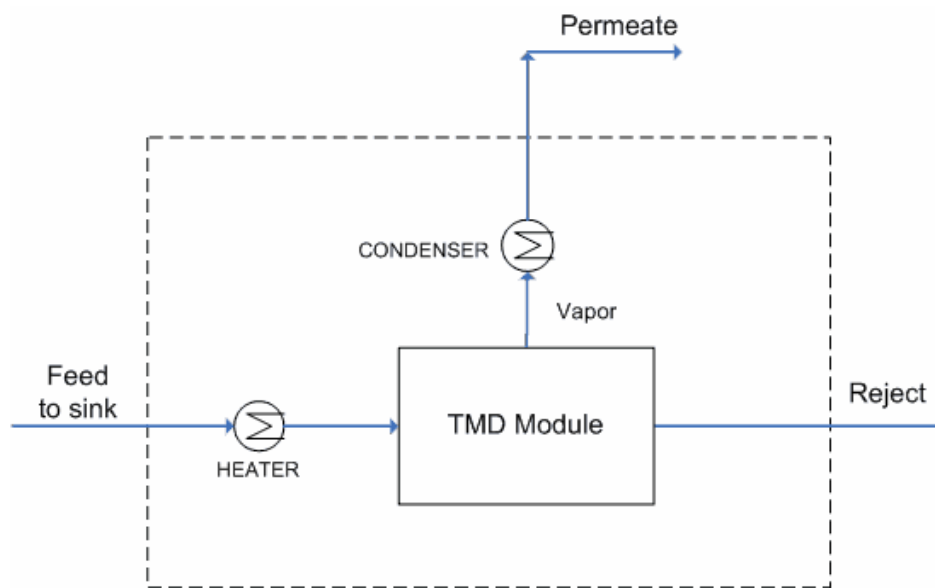 Permeate
CONDENSER
Vapor
Feed
to sink
TMD Module
Reject
HEATER